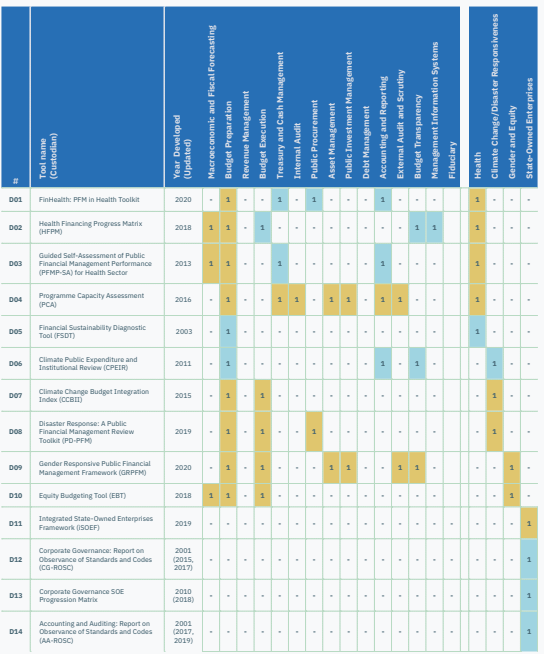 #
Tool name
(Custodian)
Year Developed
(Updated)
Macroeconomic and Fiscal Forecasting
Budget Preparation
Revenue Management
Budget Execution
Treasury and Cash Management
Internal Audit
Public Procurement
Asset Management
Public Investment Management
Debt Management
Accounting and Reporting
External Audit and Scrutiny
Budget Transparency
Management Information Systems
Fiduciary
Health
Climate Change/Disaster Responsiveness
Gender and Equity
State-Owned Enterprises
D01 FinHealth: PFM in Health Toolkit 2020 - 1 - - 1 - 1 - - - 1 - - - - 1 - - -
D02 Health Financing Progress Matrix
(HFPM) 2018 1 1 - 1 - - - - - - - - 1 1 - 1 - - -
D03 Guided Self-Assessment of Public
Financial Management Performance
(PFMP-SA) for Health Sector 2013 1 1 - - 1 - - - - - 1 - - - - 1 - - -
D04 Programme Capacity Assessment
(PCA) 2016 - 1 - - 1 1 - 1 1 - 1 1 - - - 1 - - -
D05 Financial Sustainability Diagnostic
Tool (FSDT) 2003 - 1 - - - - - - - - - - - - - 1 - - -
D06 Climate Public Expenditure and
Institutional Review (CPEIR) 2011 - 1 - - - - - - - - 1 - 1 - - - 1 - -
D07 Climate Change Budget Integration
Index (CCBII) 2015 - 1 - 1 - - - - - - - - - - - - 1 - -
D08 Disaster Response: A Public
Financial Management Review
Toolkit (PD-PFM) 2019 - 1 - 1 - - 1 - - - - - - - - - 1 - -
D09 Gender Responsive Public Financial
Management Framework (GRPFM) 2020 - 1 - 1 - - - 1 1 - - 1 1 - - - - 1 -
D10 Equity Budgeting Tool (EBT) 2018 1 1 - 1 - - - - - - - - - - - - - 1 -
D11 Integrated State-Owned Enterprises
Framework (iSOEF) 2019 - - - - - - - - - - - - - - - - - - 1
D12 Corporate Governance: Report on
Observance of Standards and Codes
(CG-ROSC) 2001
(2015,
2017) - - - - - - - - - - - - - - - - - - 1
D13 Corporate Governance SOE
Progression Matrix 2010
(2018) - - - - - - - - - - - - - - - - - - 1
D14 Accounting and Auditing: Report on
Observance of Standards and Codes
(AA-ROSC) 2001
(2017,
2019) - - - - - - - - - - - - - - - - - - 1